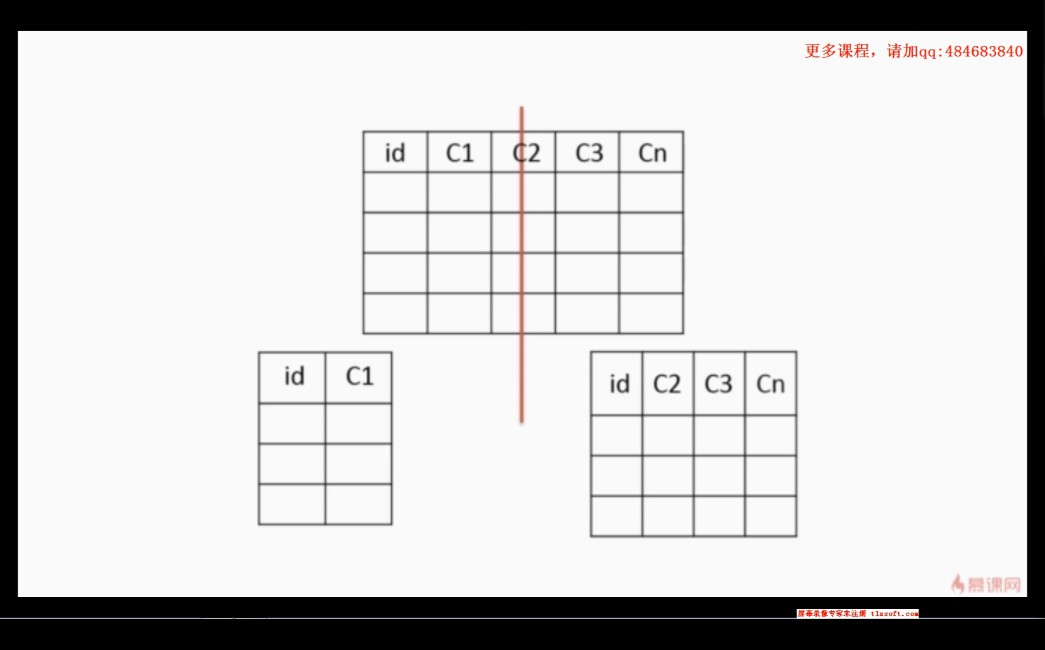 更多课程，请加qq:484683840
id C1 C2 C3 Cn
id C1
id C2 C3 Cn
慕课网
屏幕录像专家未注册 tlxsoft.com